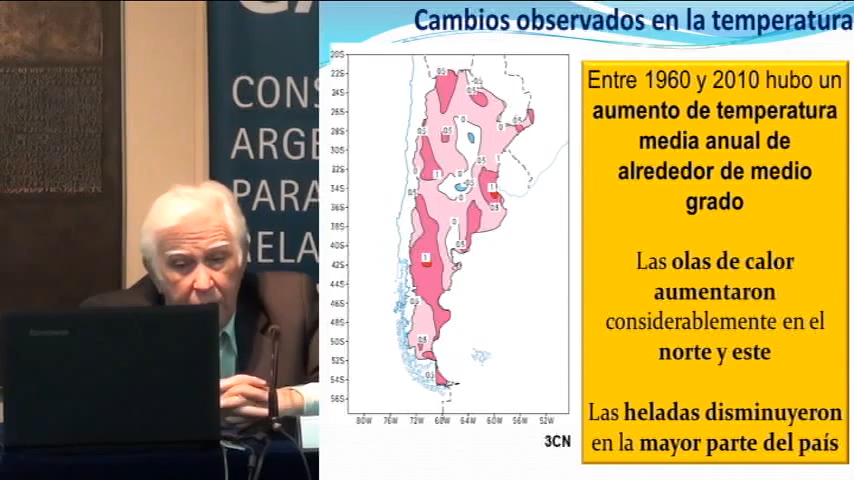 CONS
ARGE
PARA
RELA
lenovo
Cambios observados en la temperatura
20S
22S
24S
26S
28S
30S
32S
34S
36S
38S
40S
42S
44S
46S
48S
50S
52S
54S
56S
80W
76W
72W
68W
64W
60W
56W
52W
3CN
Entre 1960 y 2010 hubo un
aumento de temperatura
media anual de
alrededor de medio
grado
Las olas de calor
aumentaron
considerablemente en el
norte y este
Las heladas disminuyeron
en la mayor parte del país